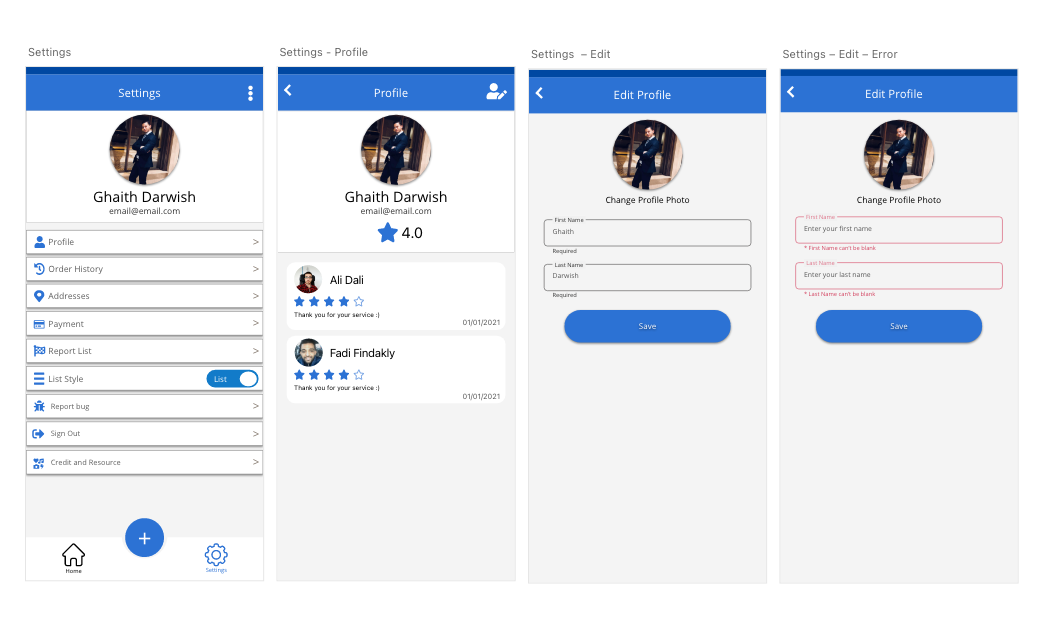 Settings
Settings
Ghaith Darwish
email@email.com
Profile >
Order History >
Addresses >
Payment >
Report List >
List Style List
Report bug >
Sign Out >
Credit and Resource >
+
Home
Settings
Settings - Profile
Profile
Ghaith Darwish
email@email.com
4.0
Ali Dali
Thank you for your service :)
01/01/2021
Fadi Findakly
Thank you for your service :)
01/01/2021
Settings – Edit
Edit Profile
Change Profile Photo
First Name
Ghaith
Required
Last Name
Darwish
Required
Save
Settings – Edit – Error
Edit Profile
Change Profile Photo
First Name
Enter your first name
* First Name can't be blank
Last Name
Enter your last name
* Last Name can't be blank
Save